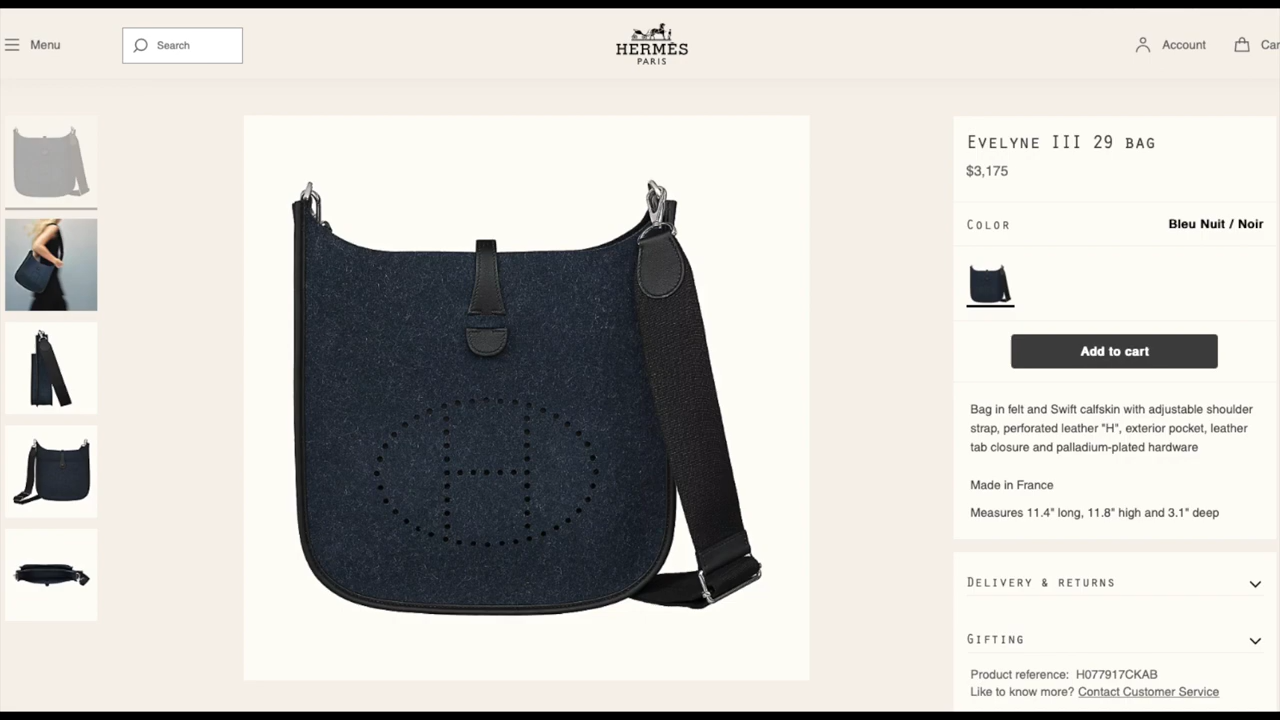 Menu
Search
HERMÈS
PARIS
Account
Car
EVELYNE III 29 BAG
$3,175
COLOR
Bleu Nuit / Noir
Add to cart
Bag in felt and Swift calfskin with adjustable shoulder
strap, perforated leather "H", exterior pocket, leather
tab closure and palladium-plated hardware
Made in France
Measures 11.4" long, 11.8" high and 3.1" deep
DELIVERY & RETURNS
GIFTING
Product reference: H077917CKAB
Like to know more? Contact Customer Service